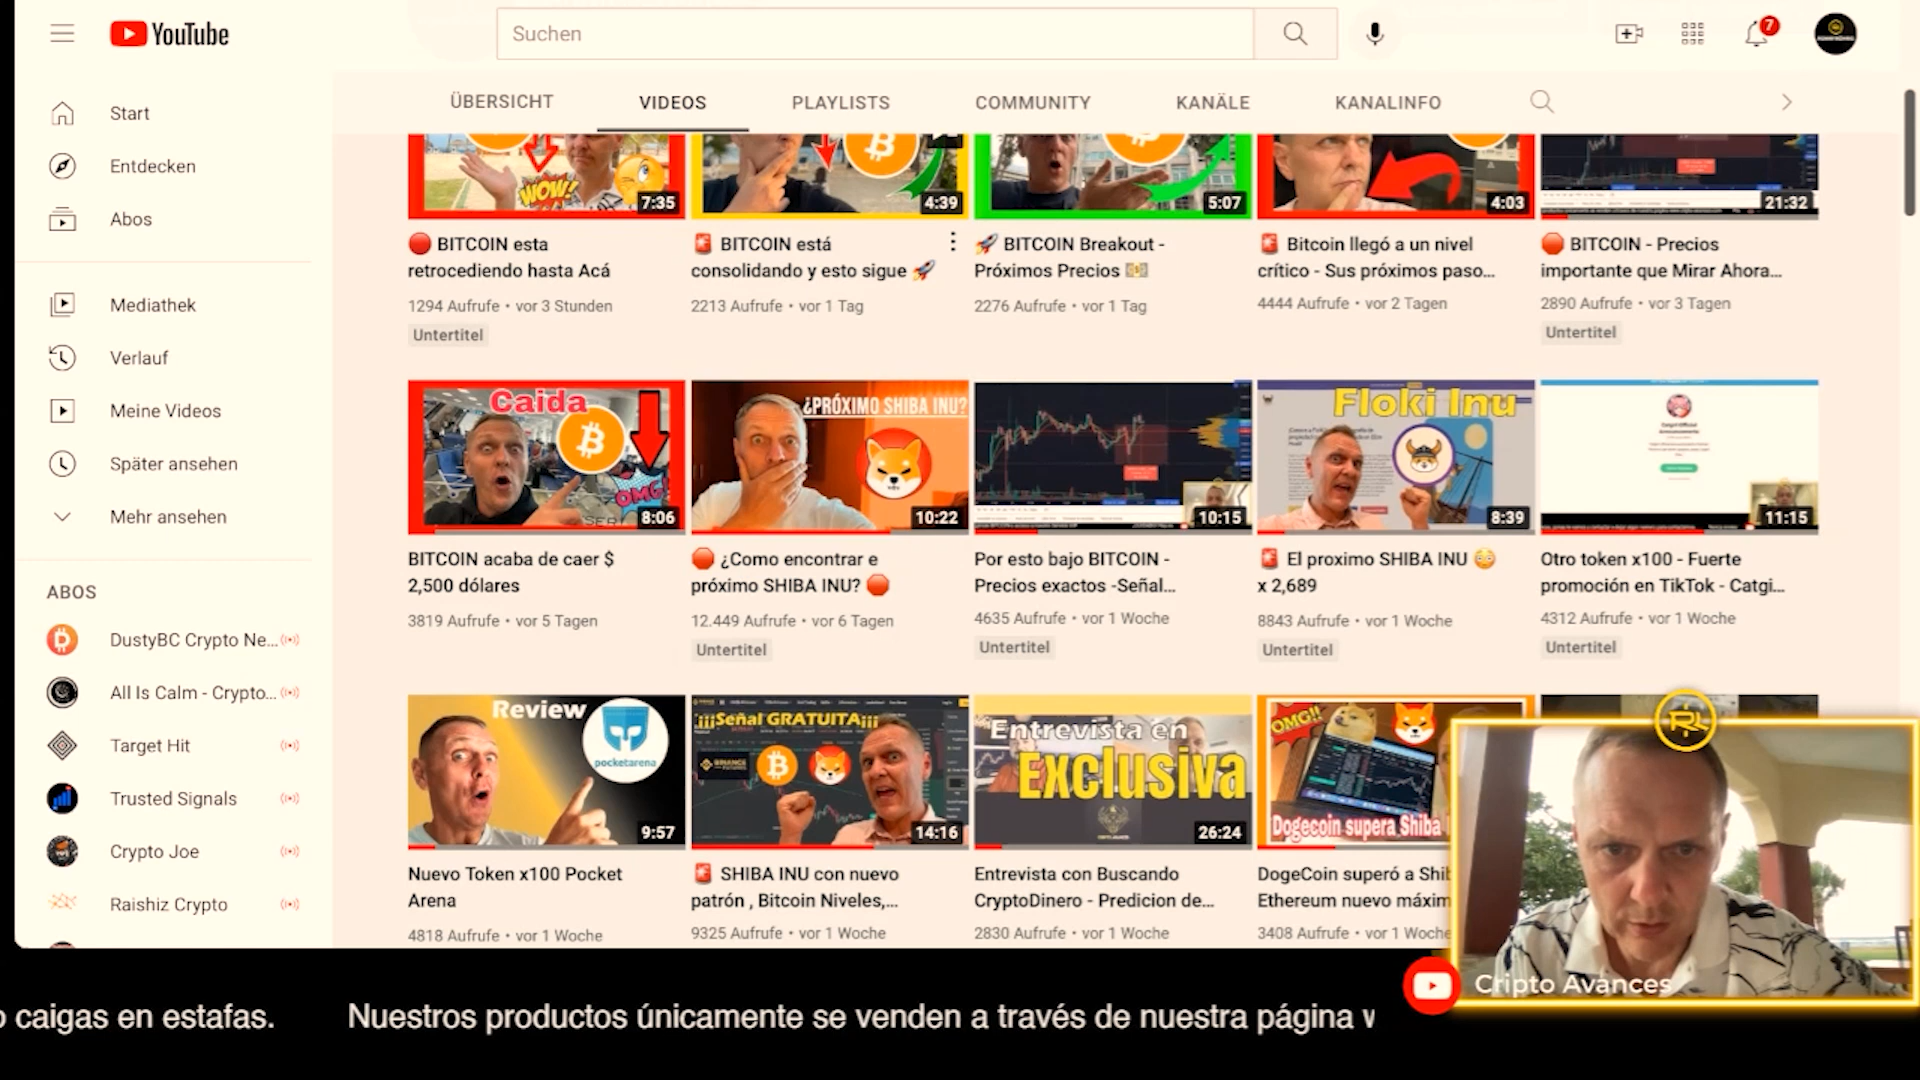 YouTube
Suchen
7
Start
Entdecken
Abos
Mediathek
Verlauf
Meine Videos
Später ansehen
Mehr ansehen
ABOS
DustyBC Crypto Ne...
All Is Calm - Crypto...
Target Hit
Trusted Signals
Crypto Joe
Raishiz Crypto
ÜBERSICHT
VIDEOS
PLAYLISTS
COMMUNITY
KANÄLE
KANALINFO
WOW!
7:35
4:39
5:07
4:03
21:32
BITCOIN esta
retrocediendo hasta Acá
1294 Aufrufe • vor 3 Stunden
Untertitel
BITCOIN está
consolidando y esto sigue
2213 Aufrufe • vor 1 Tag
BITCOIN Breakout -
Próximos Precios
2276 Aufrufe • vor 1 Tag
Bitcoin llegó a un nivel
crítico - Sus próximos paso...
4444 Aufrufe • vor 2 Tagen
BITCOIN - Precios
importante que Mirar Ahora...
2890 Aufrufe • vor 3 Tagen
Untertitel
Caida
OMG!
8:06
¿PRÓXIMO SHIBA INU?
10:22
10:15
Floki Inu
8:39
11:15
BITCOIN acaba de caer $
2,500 dólares
3819 Aufrufe • vor 5 Tagen
¿Como encontrar e
próximo SHIBA INU?
12.449 Aufrufe • vor 6 Tagen
Untertitel
Por esto bajo BITCOIN -
Precios exactos -Señal...
4635 Aufrufe • vor 1 Woche
Untertitel
El proximo SHIBA INU
x 2,689
8843 Aufrufe • vor 1 Woche
Untertitel
Otro token x100 - Fuerte
promoción en TikTok - Catgi...
4312 Aufrufe • vor 1 Woche
Untertitel
Review
pocketarena
9:57
¡¡¡Señal GRATUITA¡¡¡
BINANCE
14:16
Entrevista en
Exclusiva
26:24
OMG!!
Dogecoin supera Shiba
Nuevo Token x100 Pocket
Arena
4818 Aufrufe • vor 1 Woche
SHIBA INU con nuevo
patrón , Bitcoin Niveles,...
9325 Aufrufe • vor 1 Woche
Entrevista con Buscando
CryptoDinero - Predicion de...
2830 Aufrufe • vor 1 Woche
DogeCoin superó a Shi
Ethereum nuevo máxim
3408 Aufrufe • vor 1 Woche
Cripto Avances
o caigas en estafas. Nuestros productos únicamente se venden a través de nuestra página